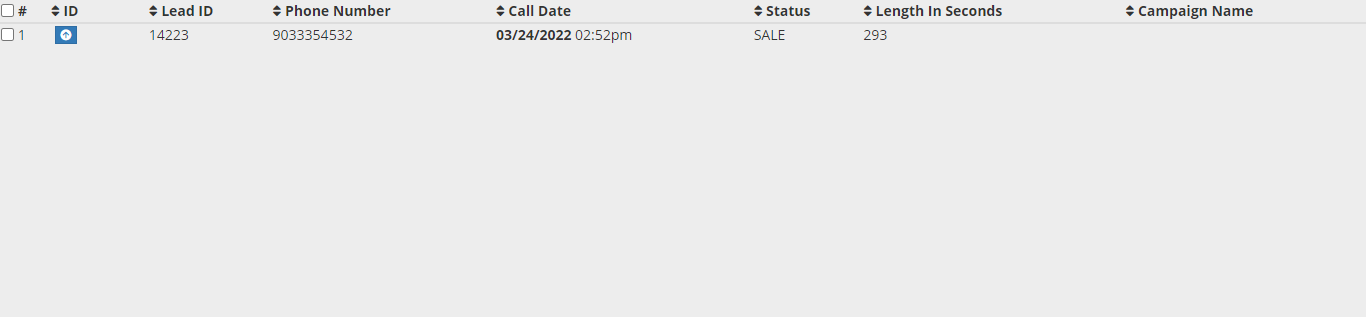 # ID Lead ID Phone Number Call Date Status Length In Seconds Campaign Name
1 14223 9033354532 03/24/2022 02:52pm SALE 293